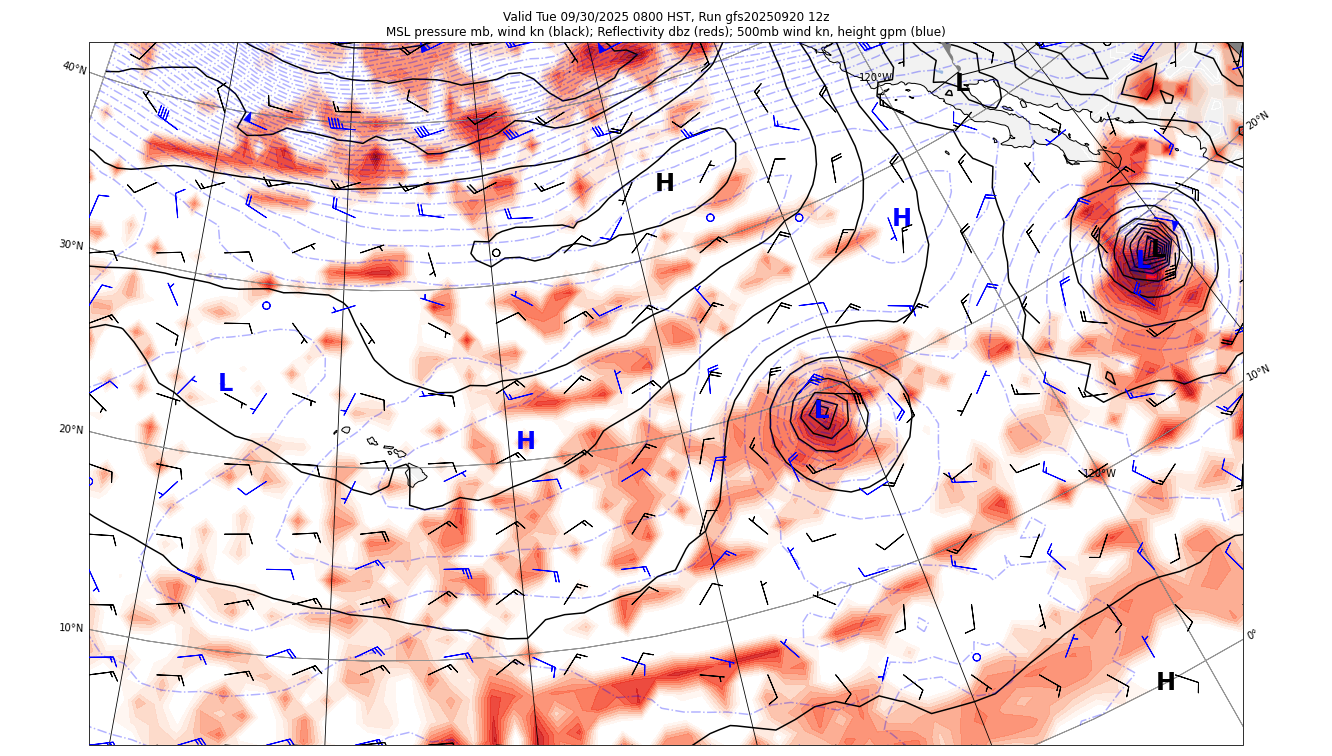 Valid Tue 09/30/2025 0800 HST, Run gfs20250920 12z
MSL pressure mb, wind kn (black); Reflectivity dbz (reds); 500mb wind kn, height gpm (blue)
40°N
120°W
L
20°N
H
H
30°N
L
L
10°N
L
L
20°N
H
120°W
10°N
0°
H